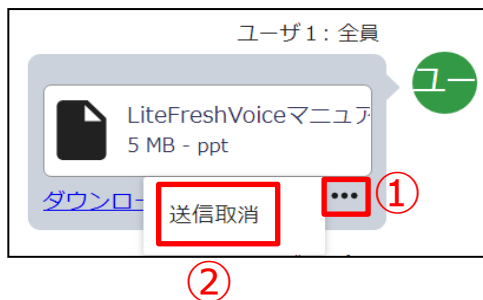 ユーザ1：全員
ユー
LiteFreshVoiceマニュア
5 MB - ppt
ダウンロー
•••
①
送信取消
②